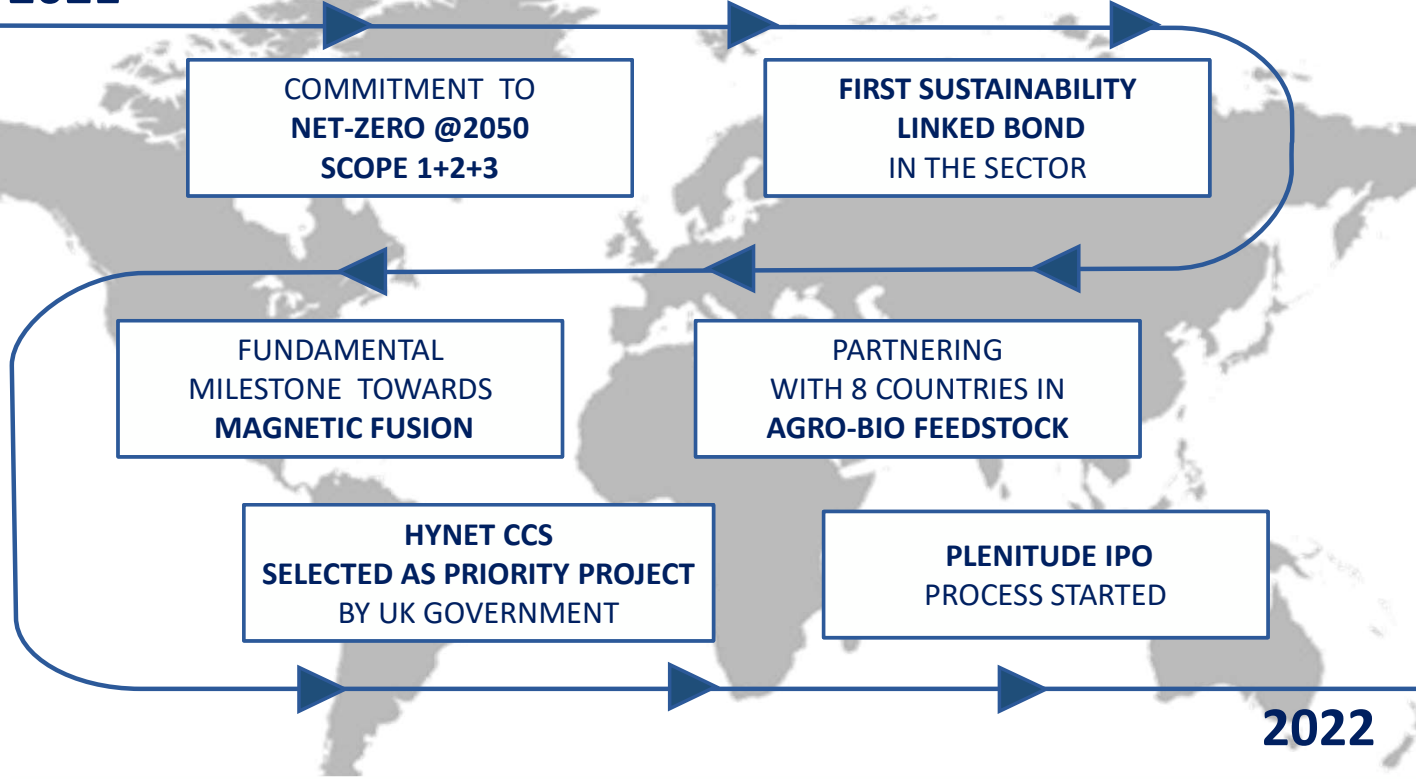 COMMITMENT TO
NET-ZERO @2050
SCOPE 1+2+3
FIRST SUSTAINABILITY
LINKED BOND
IN THE SECTOR
FUNDAMENTAL
MILESTONE TOWARDS
MAGNETIC FUSION
PARTNERING
WITH 8 COUNTRIES IN
AGRO-BIO FEEDSTOCK
HYNET CCS
SELECTED AS PRIORITY PROJECT
BY UK GOVERNMENT
PLENITUDE IPO
PROCESS STARTED
2022